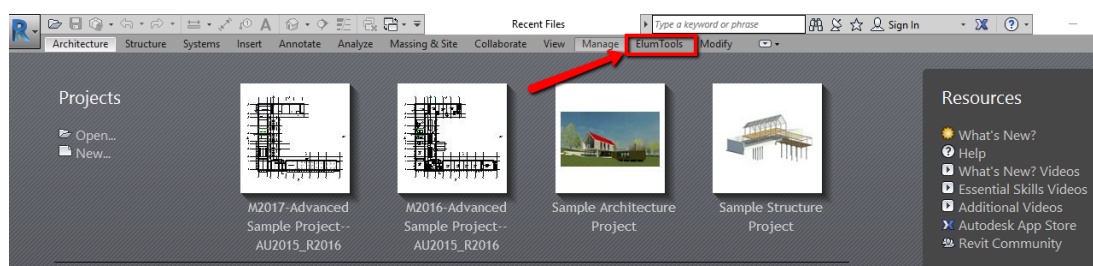 Recent Files
Type a keyword or phrase
Sign In
Architecture Structure Systems Insert Annotate Analyze Massing & Site Collaborate View Manage ElumTools Modify
Projects
Open...
New...
M2017-Advanced
Sample Project--
AU2015_R2016
M2016-Advanced
Sample Project--
AU2015_R2016
Sample Architecture
Project
Sample Structure
Project
Resources
What's New?
Help
What's New? Videos
Essential Skills Videos
Additional Videos
Autodesk App Store
Revit Community